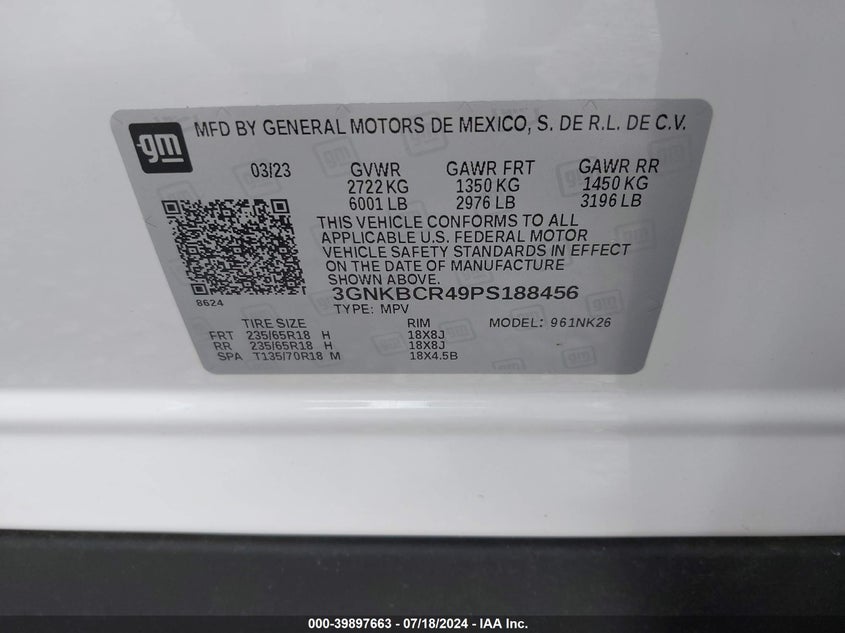 gm
MFD BY GENERAL MOTORS DE MEXICO, S. DE R.L. DE C.V.
03/23 GVWR GAWR FRT GAWR RR
2722 KG 1350 KG 1450 KG
6001 LB 2976 LB 3196 LB
THIS VEHICLE CONFORMS TO ALL
APPLICABLE U.S. FEDERAL MOTOR
VEHICLE SAFETY STANDARDS IN EFFECT
ON THE DATE OF MANUFACTURE
SHOWN ABOVE.
3GNKBCR49PS188456
8624
TYPE: MPV
TIRE SIZE RIM MODEL: 961NK26
FRT 235/65R18 H 18X8J
RR 235/65R18 H 18X8J
SPA T135/70R18 M 18X4.5B
000-39897663 - 07/18/2024 - IAA Inc.